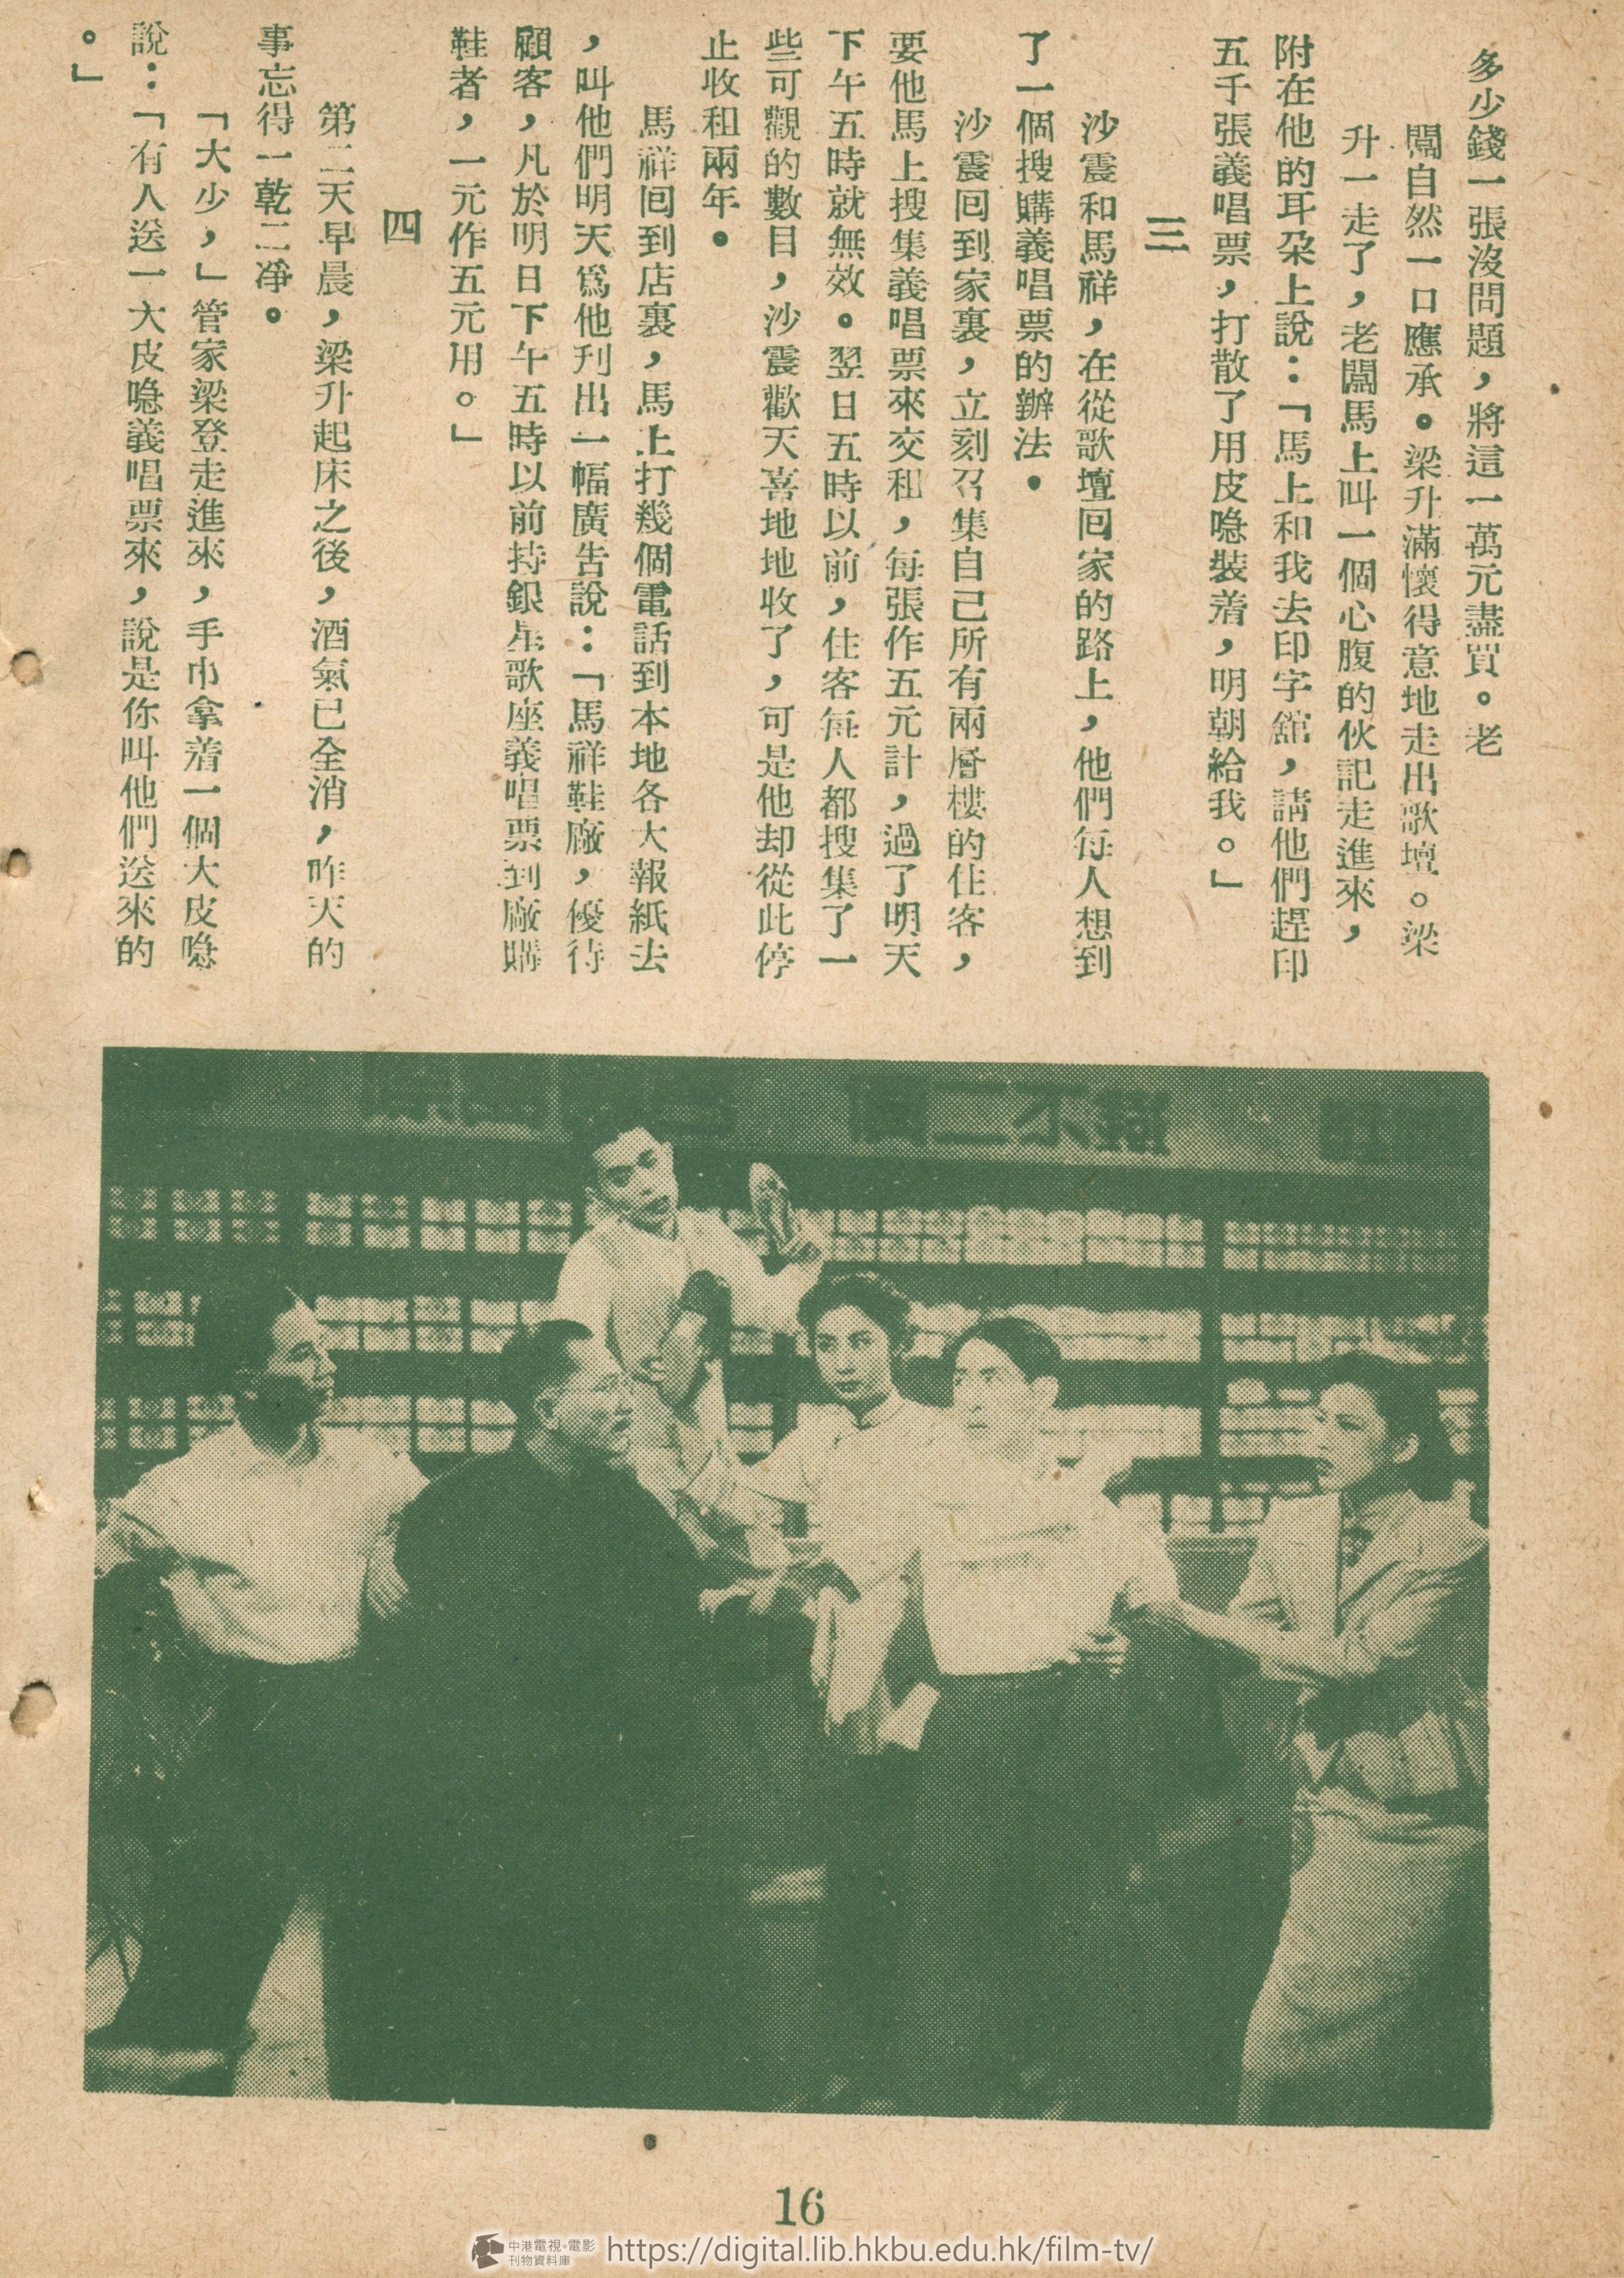 多少錢一張沒問題，將這一萬元盡買。老
闆自然一口應承。梁升滿懷得意地走出歌壇。梁
升一走了，老闆馬上叫一個心腹的伙記走進來，
附在他的耳朶上說：「馬上和我去印字舘，請他們趕印
五千張義唱票，打散了用皮喼裝着，明朝給我。」
三
沙震和馬祥，在從歌壇回家的路上，他們每人想到
了一個搜購義唱票的辦法。
沙震回到家裏，立刻召集自己所有兩層樓的住客，
要他馬上搜集義唱票來交租，每張作五元計，過了明天
下午五時就無效。翌日五時以前，住客每人都搜集了一
些可觀的數目，沙震歡天喜地地收了，可是他却從此停
止收租兩年。
馬祥回到店裏，馬上打幾個電話到本地各大報紙去
，叫他們明天爲他刋出一幅廣告說：「馬祥鞋廠，優待
顧客，凡於明日下午五時以前持銀星歌座義唱票到廠購
鞋者，一元作五元用。」
四
第二天早晨，梁升起床之後，酒氣已全消，昨天的
事忘得一乾二凈。
「大少，」管家梁登走進來，手巾拿着一個大皮喼
說：「有人送一大皮喼義唱票來，說是你叫他們送來的
。」
不二價
16
中港電視·電影
刊物資料庫
https://digital.lib.hkbu.edu.hk/film-tv/